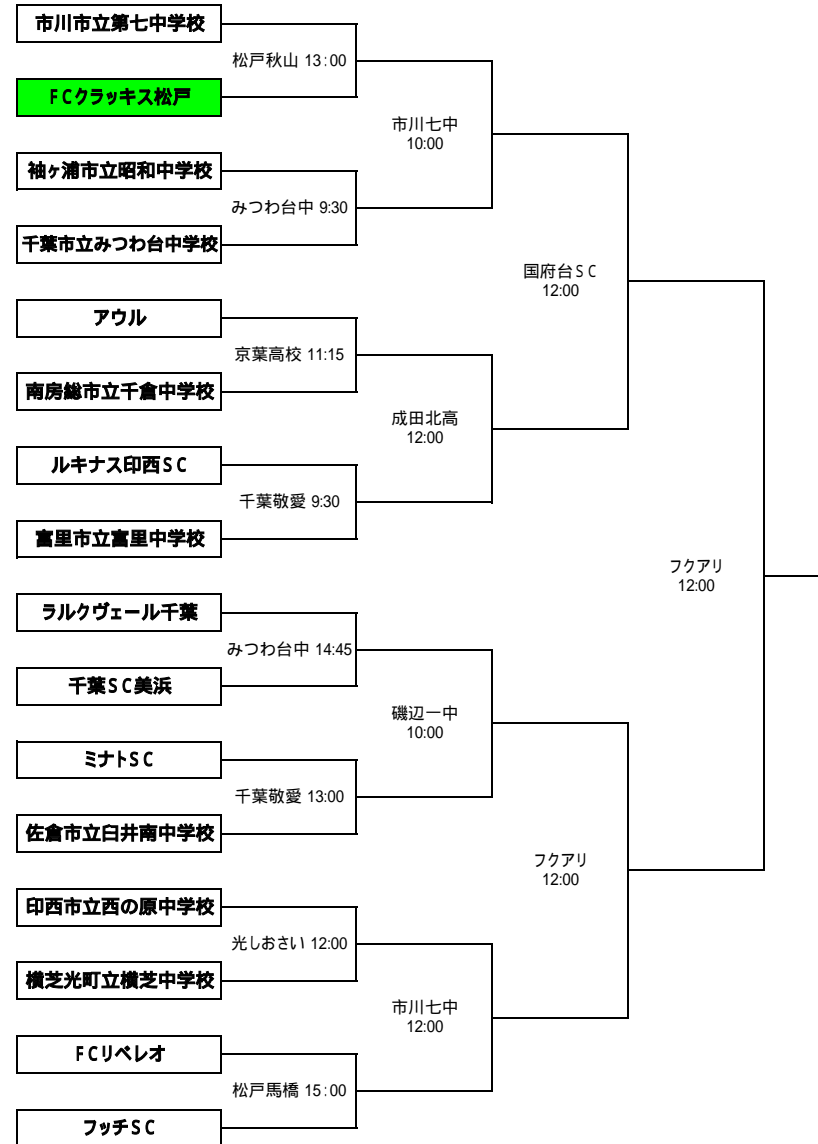 市川市立第七中学校
松戸秋山 13:00
FCクラッキス松戸
市川七中
10:00
袖ヶ浦市立昭和中学校
みつわ台中 9:30
千葉市立みつわ台中学校
国府台SC
12:00
アウル
京葉高校 11:15
南房総市立千倉中学校
成田北高
12:00
ルキナス印西SC
千葉敬愛 9:30
富里市立富里中学校
フクアリ
12:00
ラルクヴェール千葉
みつわ台中 14:45
千葉SC美浜
磯辺一中
10:00
ミナトSC
千葉敬愛 13:00
佐倉市立臼井南中学校
フクアリ
12:00
印西市立西の原中学校
光しおさい 12:00
横芝光町立横芝中学校
市川七中
12:00
FCリベレオ
松戸馬橋 15:00
フッチSC